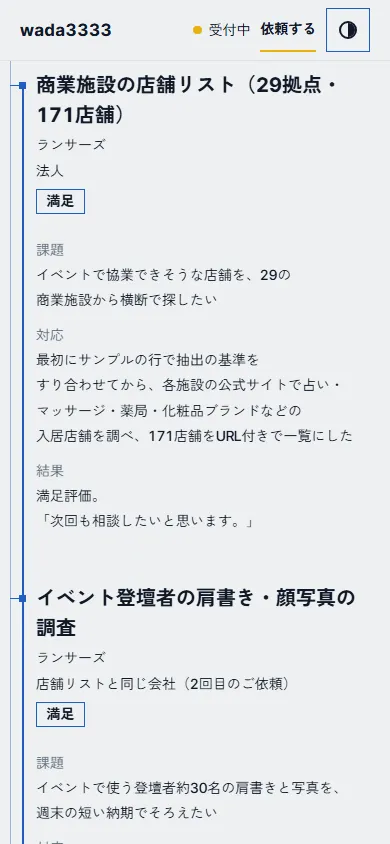 wada3333
受付中
依頼する
商業施設の店舗リスト（29拠点・
171店舗）
ランサーズ
法人
満足
課題
イベントで協業できそうな店舗を、29の
商業施設から横断で探したい
対応
最初にサンプルの行で抽出の基準を
すり合わせてから、各施設の公式サイトで占い・
マッサージ・薬局・化粧品ブランドなどの
入居店舗を調べ、171店舗をURL付きで一覧にした
結果
満足評価。
「次回も相談したいと思います。」
イベント登壇者の肩書き・顔写真の
調査
ランサーズ
店舗リストと同じ会社（2回目のご依頼）
満足
課題
イベントで使う登壇者約30名の肩書きと写真を、
週末の短い納期でそろえたい